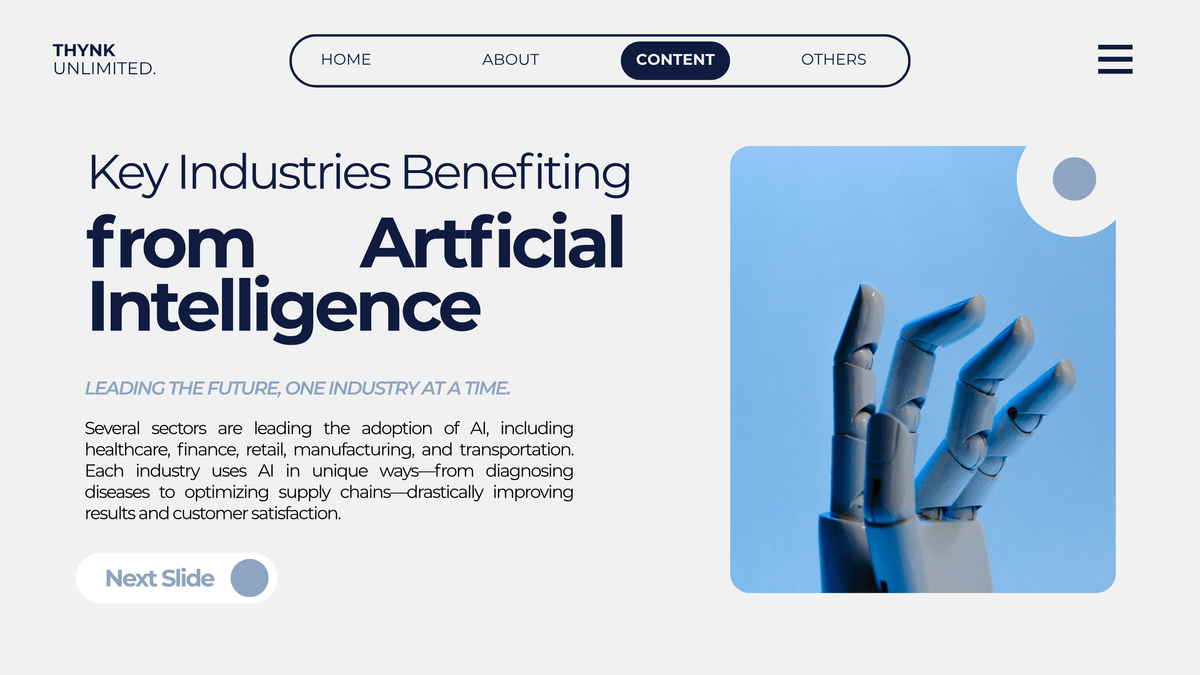 THYNK
UNLIMITED.
HOME
ABOUT
CONTENT
OTHERS
Key Industries Benefiting
from Artficial
Intelligence
LEADING THE FUTURE, ONE INDUSTRY AT A TIME.
Several sectors are leading the adoption of AI, including
healthcare, finance, retail, manufacturing, and transportation.
Each industry uses AI in unique ways—from diagnosing
diseases to optimizing supply chains—drastically improving
results and customer satisfaction.
Next Slide